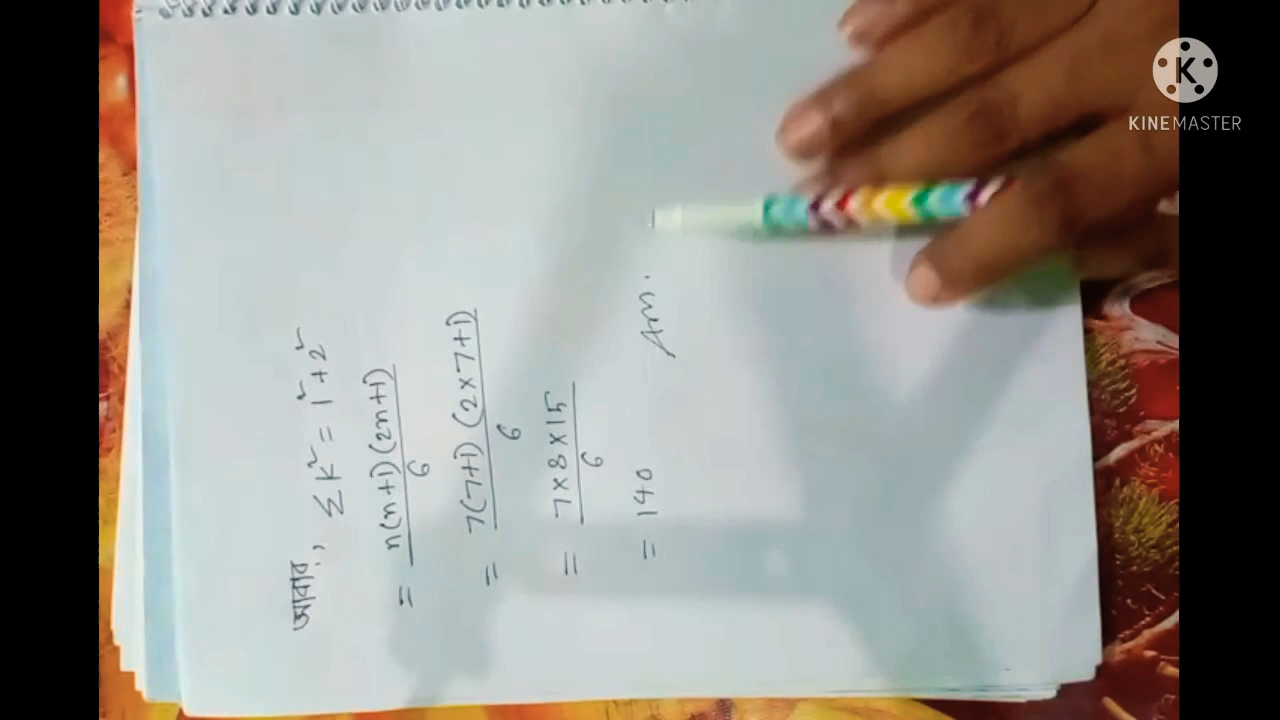 আবার, Σk² = 1² + 2²
= n(n+1)(2n+1)/6
= 7(7+1)(2×7+1)/6
= 7×8×15/6
= 140 Ans.
KINEMASTER